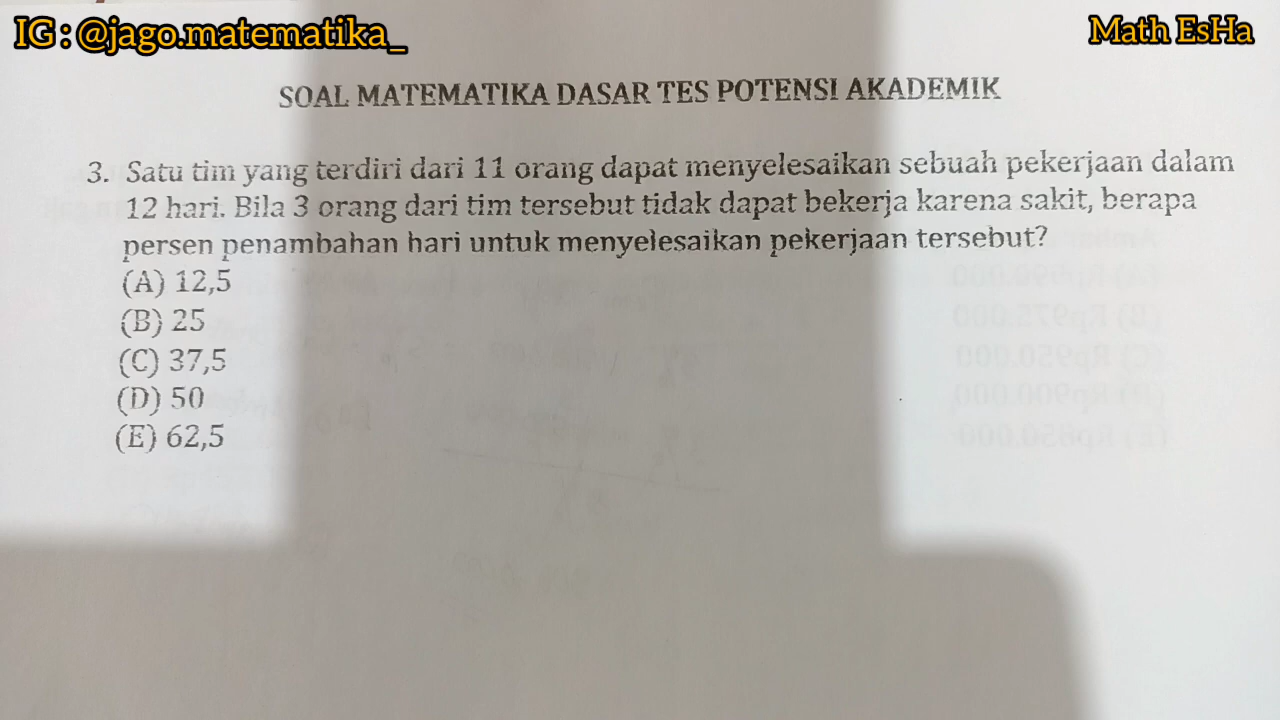 IG : @jago.matematika_
Math EsHa
SOAL MATEMATIKA DASAR TES POTENSI AKADEMIK
3. Satu tim yang terdiri dari 11 orang dapat menyelesaikan sebuah pekerjaan dalam
12 hari. Bila 3 orang dari tim tersebut tidak dapat bekerja karena sakit, berapa
persen penambahan hari untuk menyelesaikan pekerjaan tersebut?
(A) 12,5
(B) 25
(C) 37,5
(D) 50
(E) 62,5